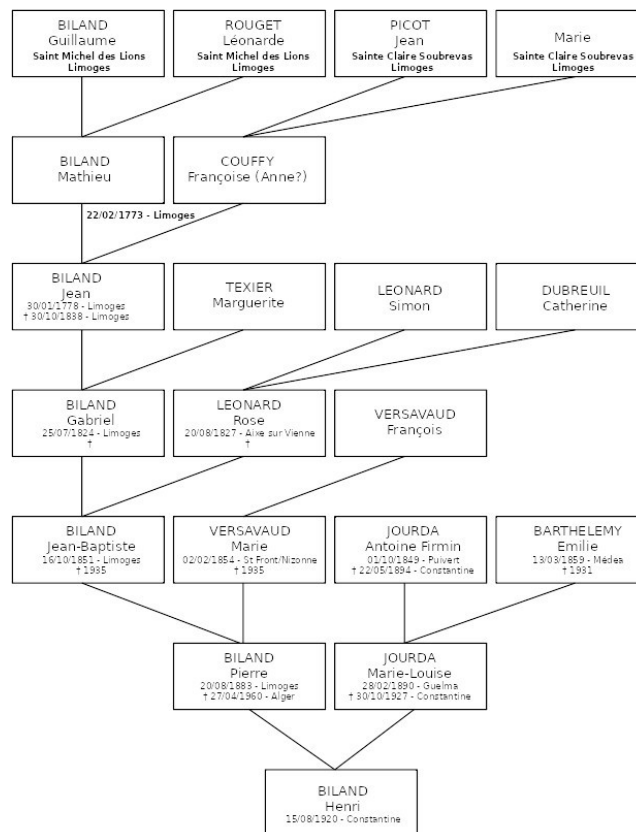 BILAND
Guillaume
Saint Michel des Lions
Limoges
ROUGET
Léonarde
Saint Michel des Lions
Limoges
PICOT
Jean
Sainte Claire Soubrevas
Limoges
Marie
Sainte Claire Soubrevas
Limoges
BILAND
Mathieu
COUFFY
Françoise (Anne?)
22/02/1773 - Limoges
BILAND
Jean
30/01/1778 - Limoges
† 30/10/1838 - Limoges
TEXIER
Marguerite
LEONARD
Simon
DUBREUIL
Catherine
BILAND
Gabriel
25/07/1824 - Limoges
†
LEONARD
Rose
20/08/1827 - Aixe sur Vienne
†
VERSAVAUD
François
BILAND
Jean-Baptiste
16/10/1851 - Limoges
† 1935
VERSAVAUD
Marie
02/02/1854 - St Front/Nizonne
† 1935
JOURDA
Antoine Firmin
01/10/1849 - Puivert
† 22/05/1894 - Constantine
BARTHELEMY
Emilie
13/03/1859 - Médea
† 1931
BILAND
Pierre
20/08/1883 - Limoges
† 27/04/1960 - Alger
JOURDA
Marie-Louise
28/02/1890 - Guelma
† 30/10/1927 - Constantine
BILAND
Henri
15/08/1920 - Constantine